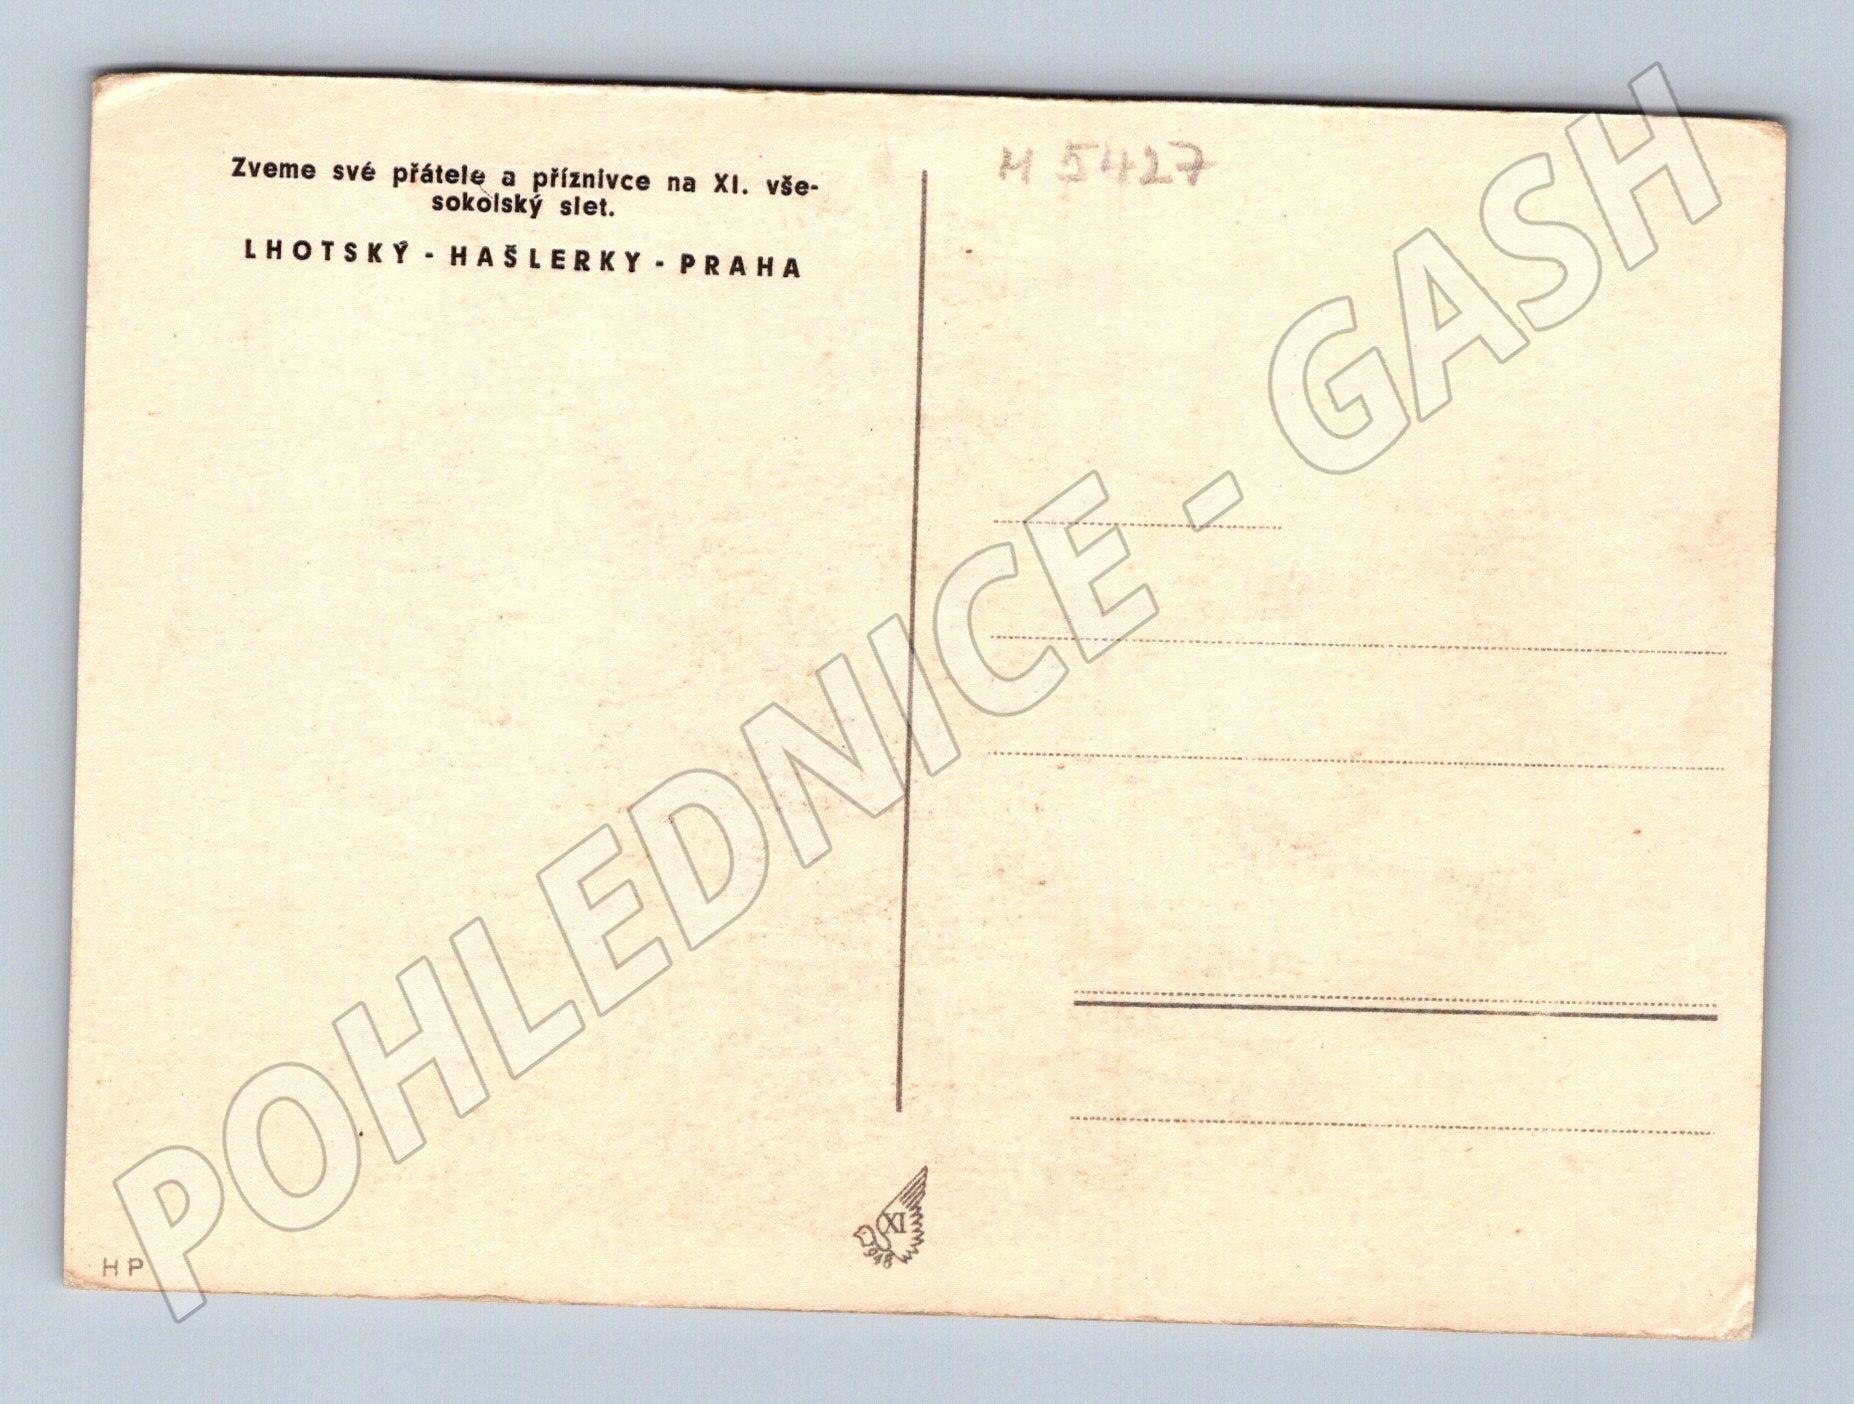 Zveme své přátele a příznivce na XI. vše-
sokolský slet.
LHOTSKÝ - HAŠLERKY - PRAHA
M 5427
POHLEDNICE - GASH
XI
1948
HP